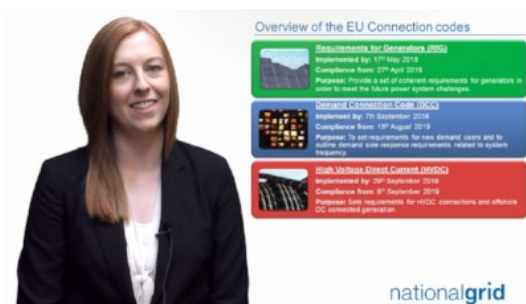 Overview of the EU Connection codes
Requirements for Generators (RfG)
Implemented by: 17th May 2018
Compliance from: 27th April 2019
Purpose: Provide a set of coherent requirements for generators in
order to meet the future power system challenges.
Demand Connection Code (DCC)
Implement by: 7th September 2018
Compliance from: 18th August 2019
Purpose: To set requirements for new demand users and to
outline demand side response requirements related to system
frequency.
High Voltage Direct Current (HVDC)
Implemented by: September 2018
Compliance from: September 2019
Purpose: Sets requirements for HVDC connections and offshore
DC connected generation.
nationalgrid